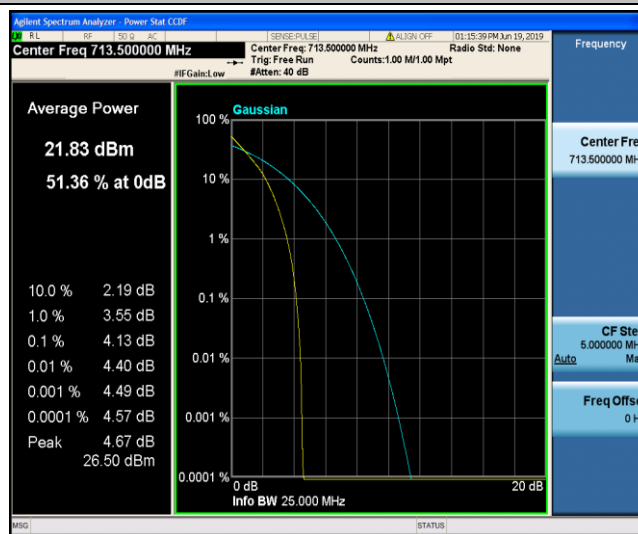 Agilent Spectrum Analyzer - Power Stat CCDF
RL RF 50 Ω AC SENSE:PULSE ALIGN OFF 01:15:39 PM Jun 19, 2019
Center Freq 713.500000 MHz
Center Freq: 713.500000 MHz Radio Std: None
Trig: Free Run Counts:1.00 M/1.00 Mpt
#IFGain:Low #Atten: 40 dB
Frequency
Average Power
21.83 dBm
51.36 % at 0dB
10.0 % 2.19 dB
1.0 % 3.55 dB
0.1 % 4.13 dB
0.01 % 4.40 dB
0.001 % 4.49 dB
0.0001 % 4.57 dB
Peak 4.67 dB
26.50 dBm
Gaussian
100 %
10 %
1 %
0.1 %
0.01 %
0.001 %
0.0001 %
0 dB 20 dB
Info BW 25.000 MHz
Center Fre
713.500000 MH
CF Ste
5.000000 MH
Auto Ma
Freq Offs
0 H
MSG STATUS